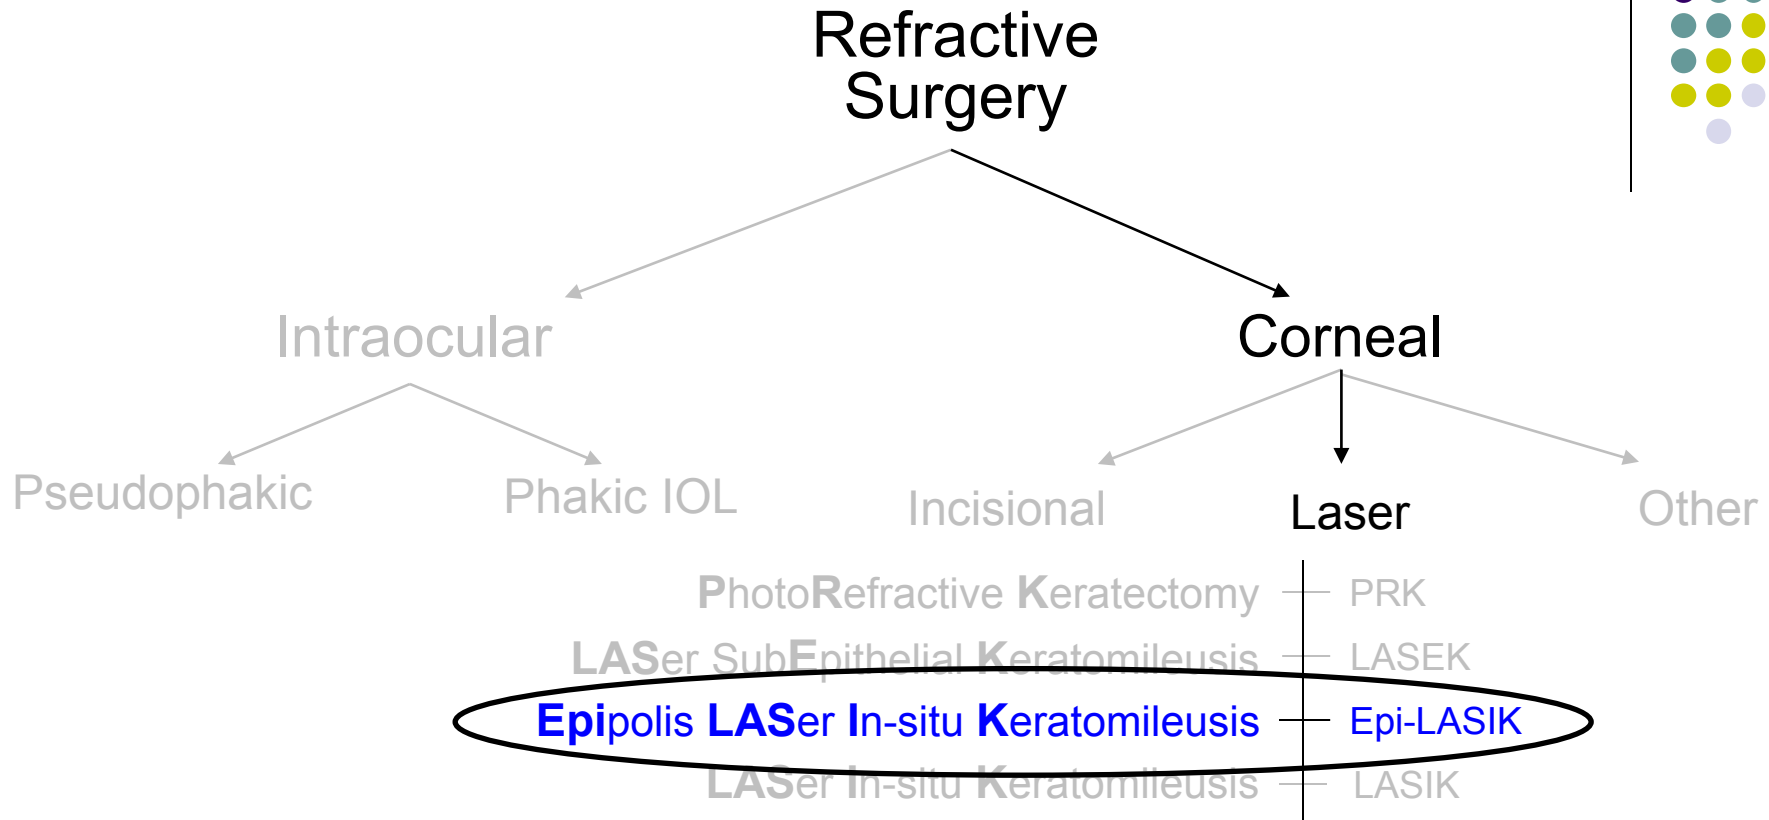 Refractive
Surgery
Intraocular
Corneal
Pseudophakic
Phakic IOL
Incisional
Laser
Other
PhotoRefractive Keratectomy
PRK
LASer SubEpithelial Keratomileusis
LASEK
Epipolis LASer In-situ Keratomileusis
Epi-LASIK
LASer In-situ Keratomileusis
LASIK